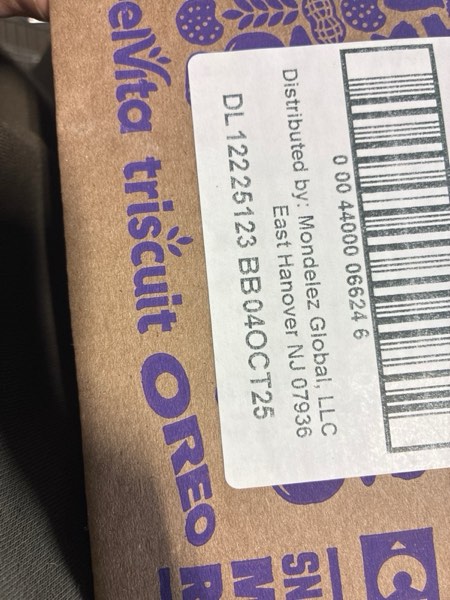 0 00 44000 06624 6
Distributed by: Mondelez Global, LLC
East Hanover NJ 07936
DL12225123 BB04OCT25
elVita triscuit OREO
SN